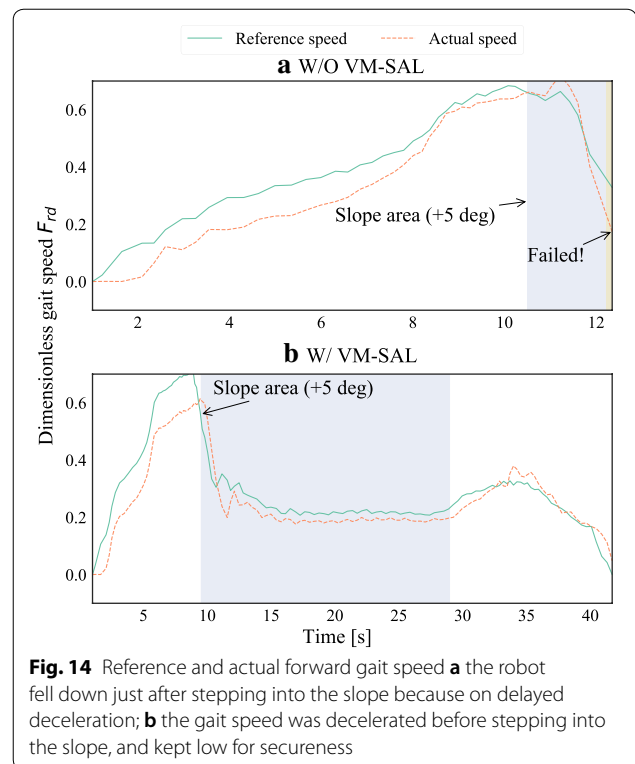 Reference speed Actual speed
a W/O VM-SAL
0.6
0.4
0.2
0.0
Slope area (+5 deg)
Failed!
2 4 6 8 10 12
Dimensionless gait speed F_rd
b W/ VM-SAL
Slope area (+5 deg)
0.6
0.4
0.2
0.0
5 10 15 20 25 30 35 40
Time [s]
Fig. 14 Reference and actual forward gait speed a the robot
fell down just after stepping into the slope because on delayed
deceleration; b the gait speed was decelerated before stepping into
the slope, and kept low for secureness